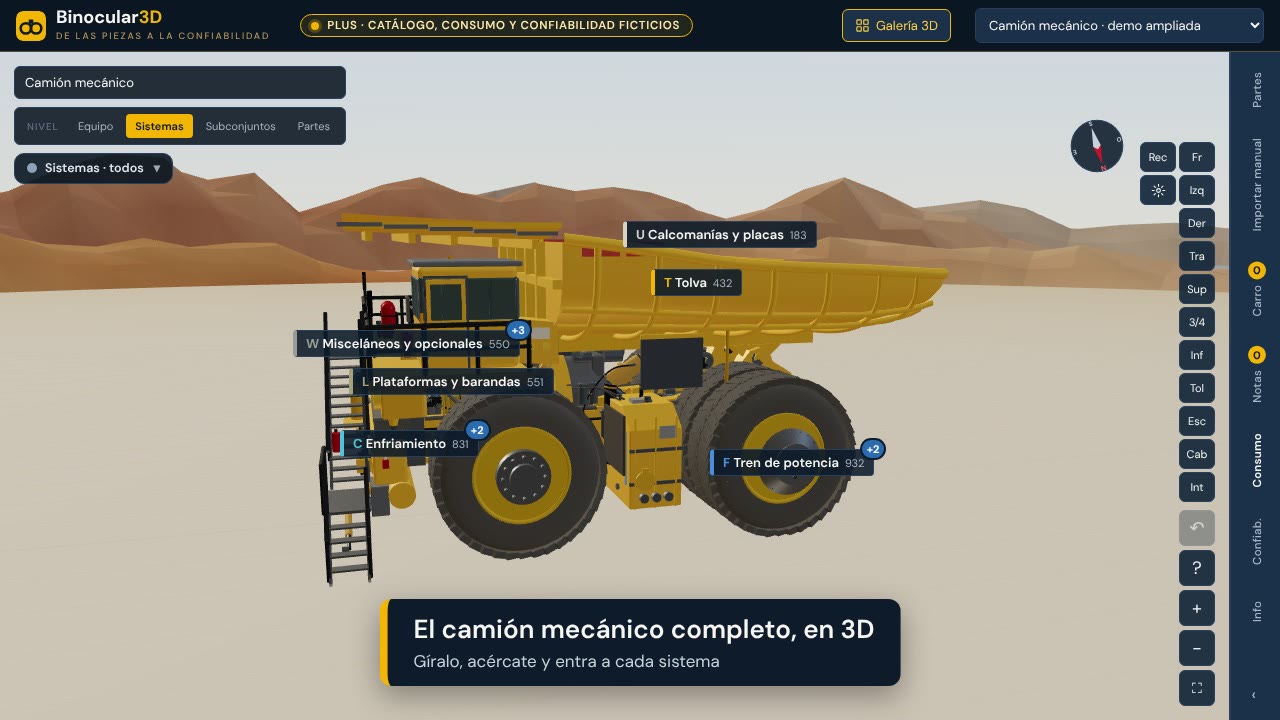 Binocular3D
DE LAS PIEZAS A LA CONFIABILIDAD
PLUS · CATÁLOGO, CONSUMO Y CONFIABILIDAD FICTICIOS
Galería 3D
Camión mecánico · demo ampliada
Camión mecánico
NIVEL Equipo Sistemas Subconjuntos Partes
Sistemas · todos
U Calcomanías y placas 183
T Tolva 432
+3
W Misceláneos y opcionales 550
L Plataformas y barandas 551
+2
C Enfriamiento 831
+2
F Tren de potencia 932
El camión mecánico completo, en 3D
Gíralo, acércate y entra a cada sistema
S
E
O
N
Rec
Fr
Izq
Der
Tra
Sup
3/4
Inf
Tol
Esc
Cab
Int
?
+
−
Partes
Importar manual
Carro 0
Notas 0
Consumo
Confiab.
Info